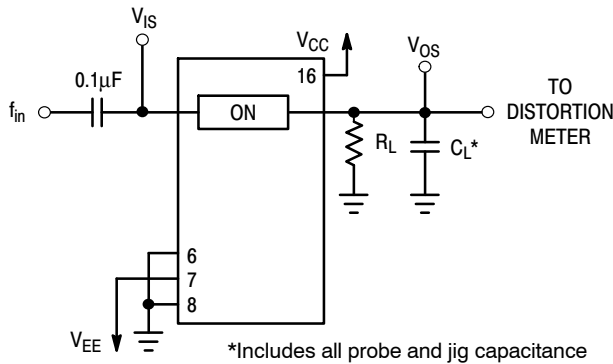 V_IS
V_CC
V_OS
0.1μF
16
f_in
ON
TO
DISTORTION
METER
R_L
C_L*
6
7
8
V_EE
*Includes all probe and jig capacitance